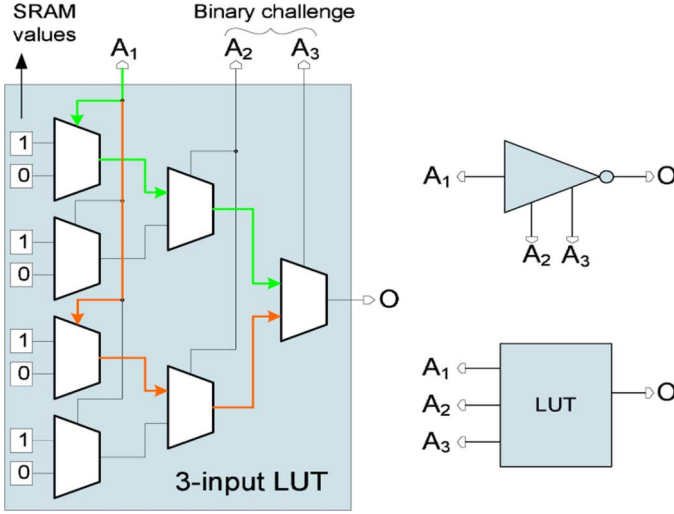 SRAM
values
Binary challenge
A1
A2
A3
1
0
1
0
1
0
1
0
O
3-input LUT
A1
O
A2
A3
A1
A2
A3
LUT
O